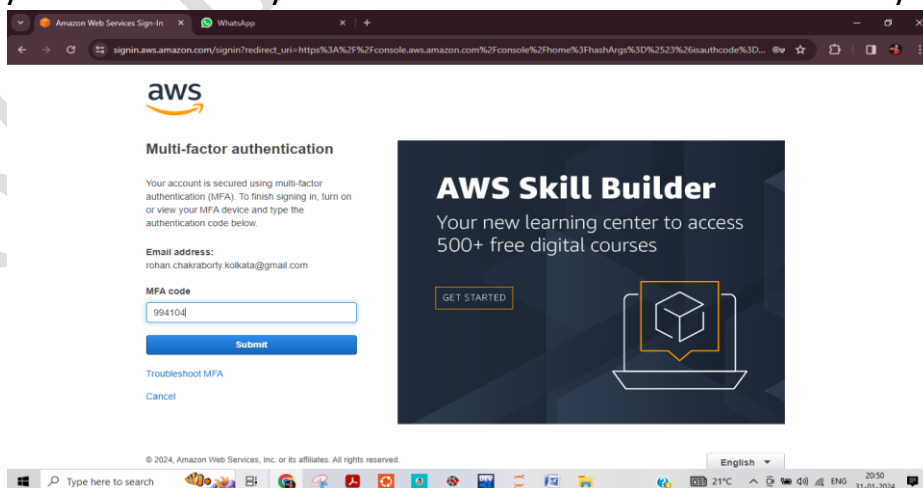 Amazon Web Services Sign-In
WhatsApp
signin.aws.amazon.com/signin?redirect_uri=https%3A%2F%2Fconsole.aws.amazon.com%2Fconsole%2Fhome%3FhashArgs%3D%2523%26isauthcode%3D...
aws
Multi-factor authentication
Your account is secured using multi-factor
authentication (MFA). To finish signing in, turn on
or view your MFA device and type the
authentication code below.
Email address:
rohan.chakraborty.kolkata@gmail.com
MFA code
994104
Submit
Troubleshoot MFA
Cancel
AWS Skill Builder
Your new learning center to access
500+ free digital courses
GET STARTED
© 2024, Amazon Web Services, Inc. or its affiliates. All rights reserved.
English
Type here to search
21°C
ENG
20:50
31-01-2024